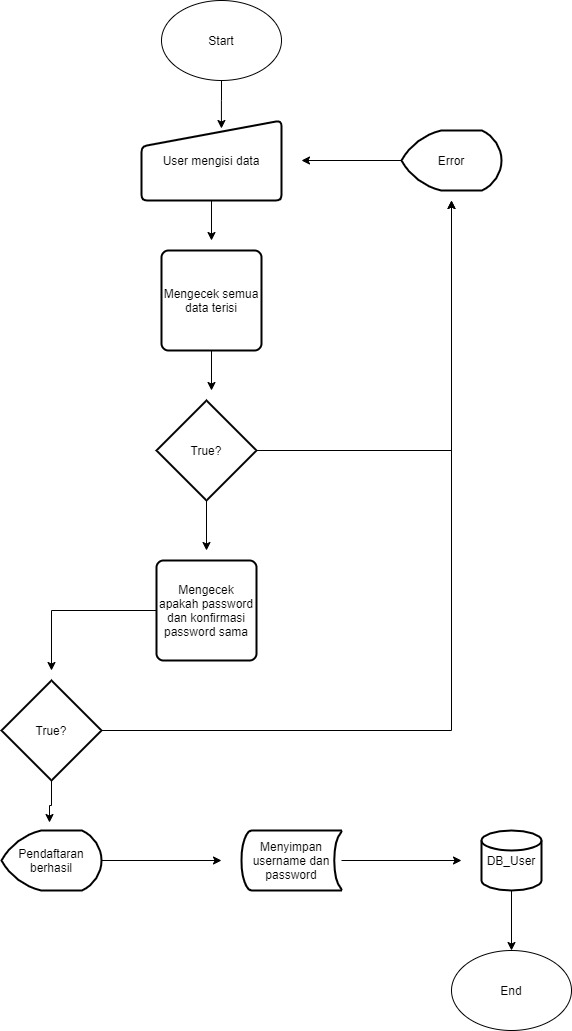 Start
User mengisi data
Error
Mengecek semua
data terisi
True?
Mengecek
apakah password
dan konfirmasi
password sama
True?
Pendaftaran
berhasil
Menyimpan
username dan
password
DB_User
End